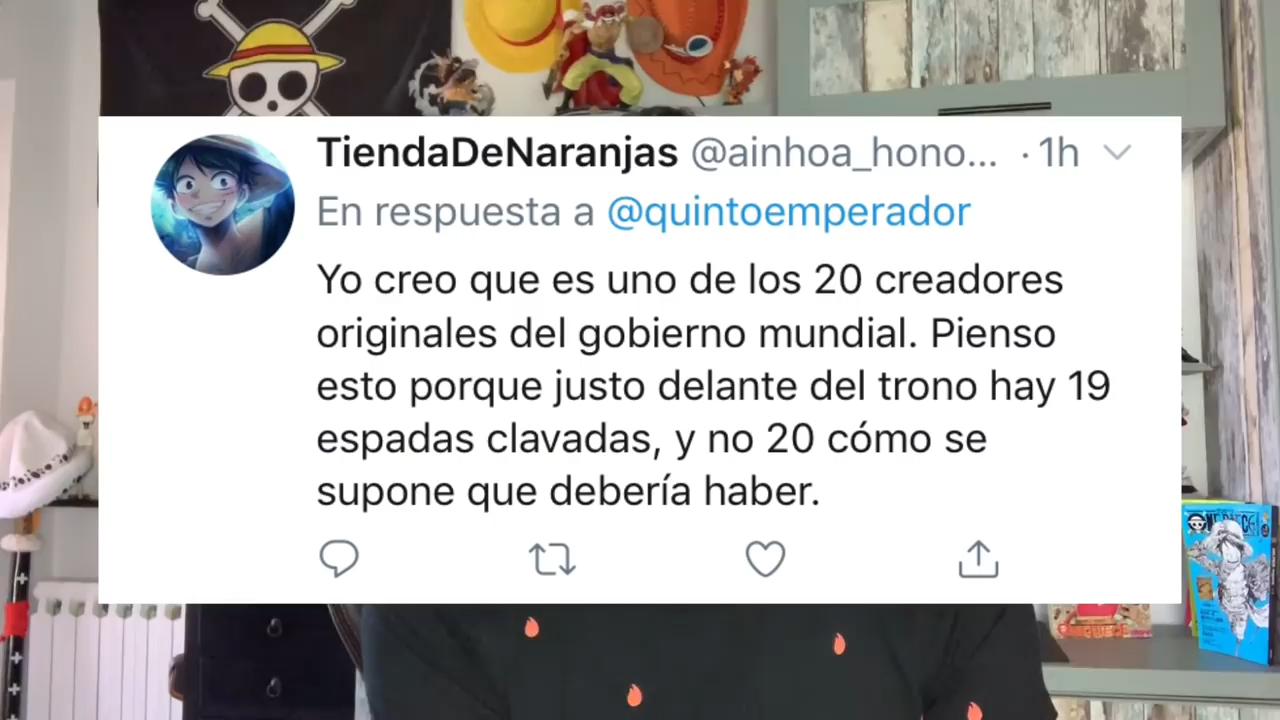 TiendaDeNaranjas @ainhoa_hono... · 1h
En respuesta a @quintoemperador
Yo creo que es uno de los 20 creadores
originales del gobierno mundial. Pienso
esto porque justo delante del trono hay 19
espadas clavadas, y no 20 cómo se
supone que debería haber.